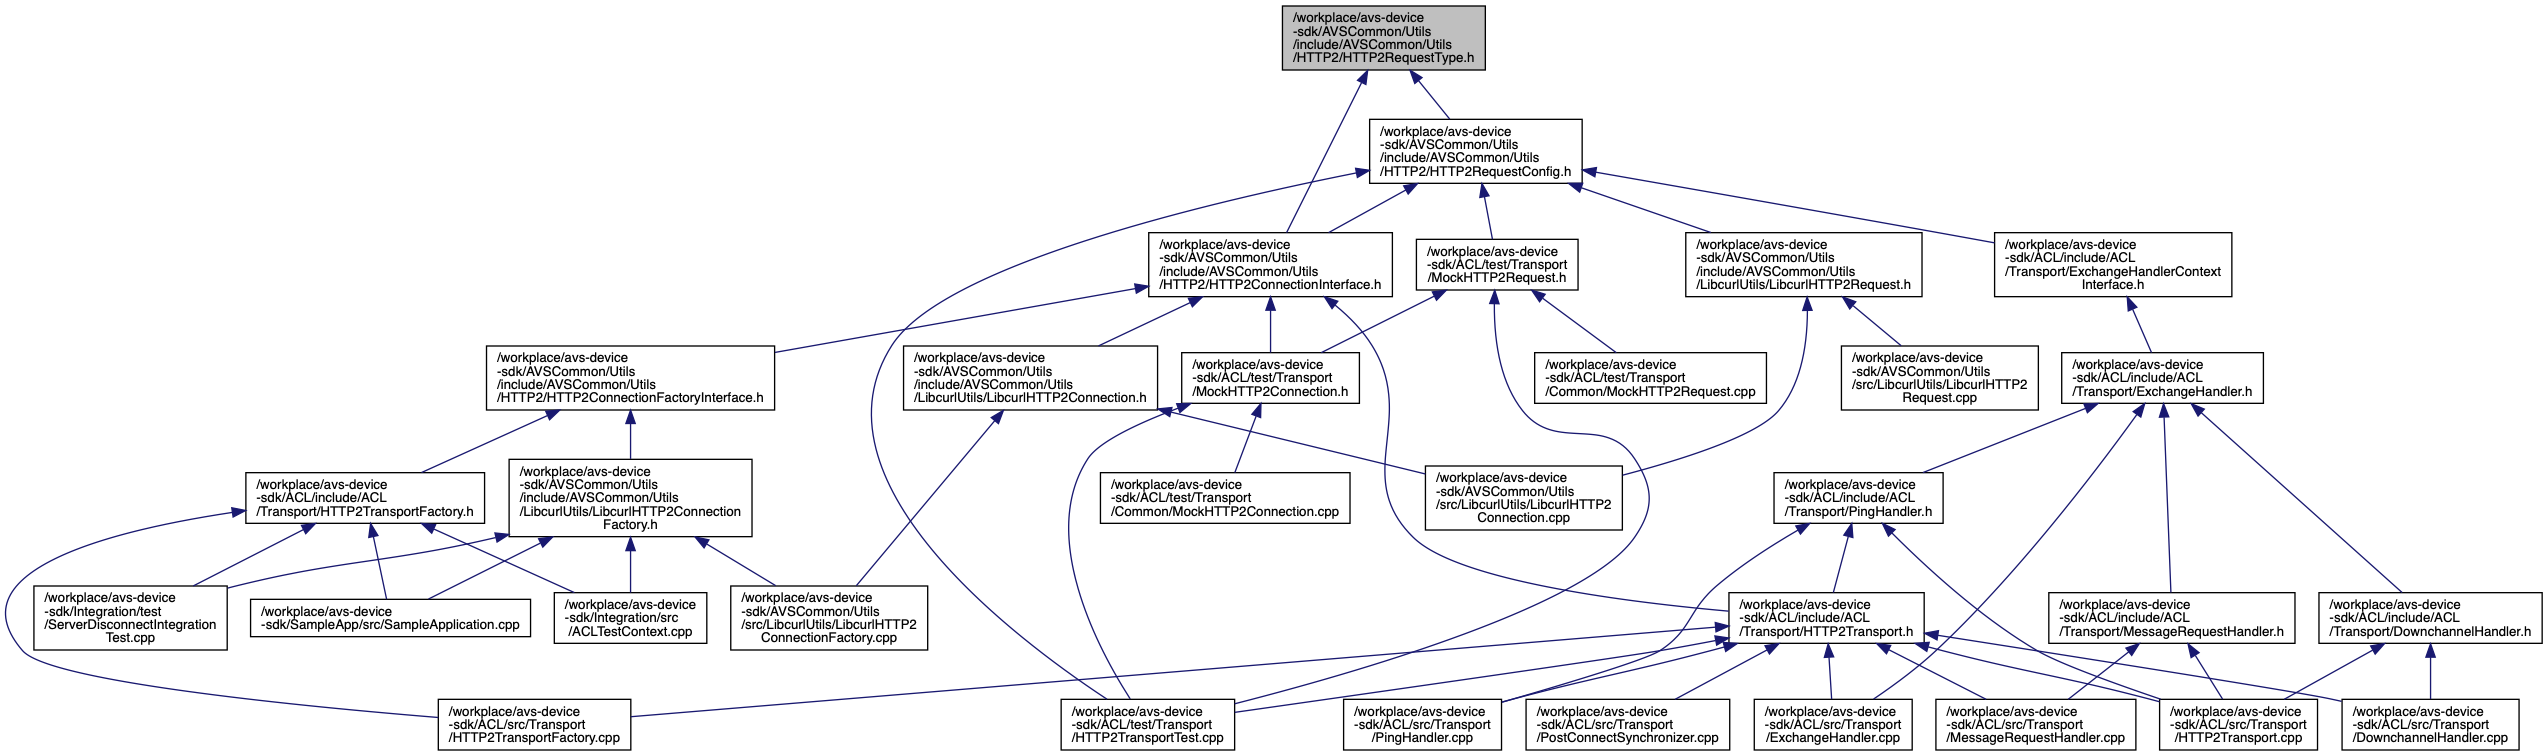 /workplace/avs-device
-sdk/AVSCommon/Utils
/include/AVSCommon/Utils
/HTTP2/HTTP2RequestType.h
/workplace/avs-device
-sdk/AVSCommon/Utils
/include/AVSCommon/Utils
/HTTP2/HTTP2RequestConfig.h
/workplace/avs-device
-sdk/AVSCommon/Utils
/include/AVSCommon/Utils
/HTTP2/HTTP2ConnectionInterface.h
/workplace/avs-device
-sdk/ACL/test/Transport
/MockHTTP2Request.h
/workplace/avs-device
-sdk/AVSCommon/Utils
/include/AVSCommon/Utils
/LibcurlUtils/LibcurlHTTP2Request.h
/workplace/avs-device
-sdk/ACL/include/ACL
/Transport/ExchangeHandlerContext
Interface.h
/workplace/avs-device
-sdk/AVSCommon/Utils
/include/AVSCommon/Utils
/HTTP2/HTTP2ConnectionFactoryInterface.h
/workplace/avs-device
-sdk/AVSCommon/Utils
/include/AVSCommon/Utils
/LibcurlUtils/LibcurlHTTP2Connection.h
/workplace/avs-device
-sdk/ACL/test/Transport
/MockHTTP2Connection.h
/workplace/avs-device
-sdk/ACL/test/Transport
/Common/MockHTTP2Request.cpp
/workplace/avs-device
-sdk/AVSCommon/Utils
/src/LibcurlUtils/LibcurlHTTP2
Request.cpp
/workplace/avs-device
-sdk/ACL/include/ACL
/Transport/ExchangeHandler.h
/workplace/avs-device
-sdk/ACL/include/ACL
/Transport/HTTP2TransportFactory.h
/workplace/avs-device
-sdk/AVSCommon/Utils
/include/AVSCommon/Utils
/LibcurlUtils/LibcurlHTTP2Connection
Factory.h
/workplace/avs-device
-sdk/ACL/test/Transport
/Common/MockHTTP2Connection.cpp
/workplace/avs-device
-sdk/AVSCommon/Utils
/src/LibcurlUtils/LibcurlHTTP2
Connection.cpp
/workplace/avs-device
-sdk/ACL/include/ACL
/Transport/PingHandler.h
/workplace/avs-device
-sdk/Integration/test
/ServerDisconnectIntegration
Test.cpp
/workplace/avs-device
-sdk/SampleApp/src/SampleApplication.cpp
/workplace/avs-device
-sdk/Integration/src
/ACLTestContext.cpp
/workplace/avs-device
-sdk/AVSCommon/Utils
/src/LibcurlUtils/LibcurlHTTP2
ConnectionFactory.cpp
/workplace/avs-device
-sdk/ACL/include/ACL
/Transport/HTTP2Transport.h
/workplace/avs-device
-sdk/ACL/include/ACL
/Transport/MessageRequestHandler.h
/workplace/avs-device
-sdk/ACL/include/ACL
/Transport/DownchannelHandler.h
/workplace/avs-device
-sdk/ACL/src/Transport
/HTTP2TransportFactory.cpp
/workplace/avs-device
-sdk/ACL/test/Transport
/HTTP2TransportTest.cpp
/workplace/avs-device
-sdk/ACL/src/Transport
/PingHandler.cpp
/workplace/avs-device
-sdk/ACL/src/Transport
/PostConnectSynchronizer.cpp
/workplace/avs-device
-sdk/ACL/src/Transport
/ExchangeHandler.cpp
/workplace/avs-device
-sdk/ACL/src/Transport
/MessageRequestHandler.cpp
/workplace/avs-device
-sdk/ACL/src/Transport
/HTTP2Transport.cpp
/workplace/avs-device
-sdk/ACL/src/Transport
/DownchannelHandler.cpp